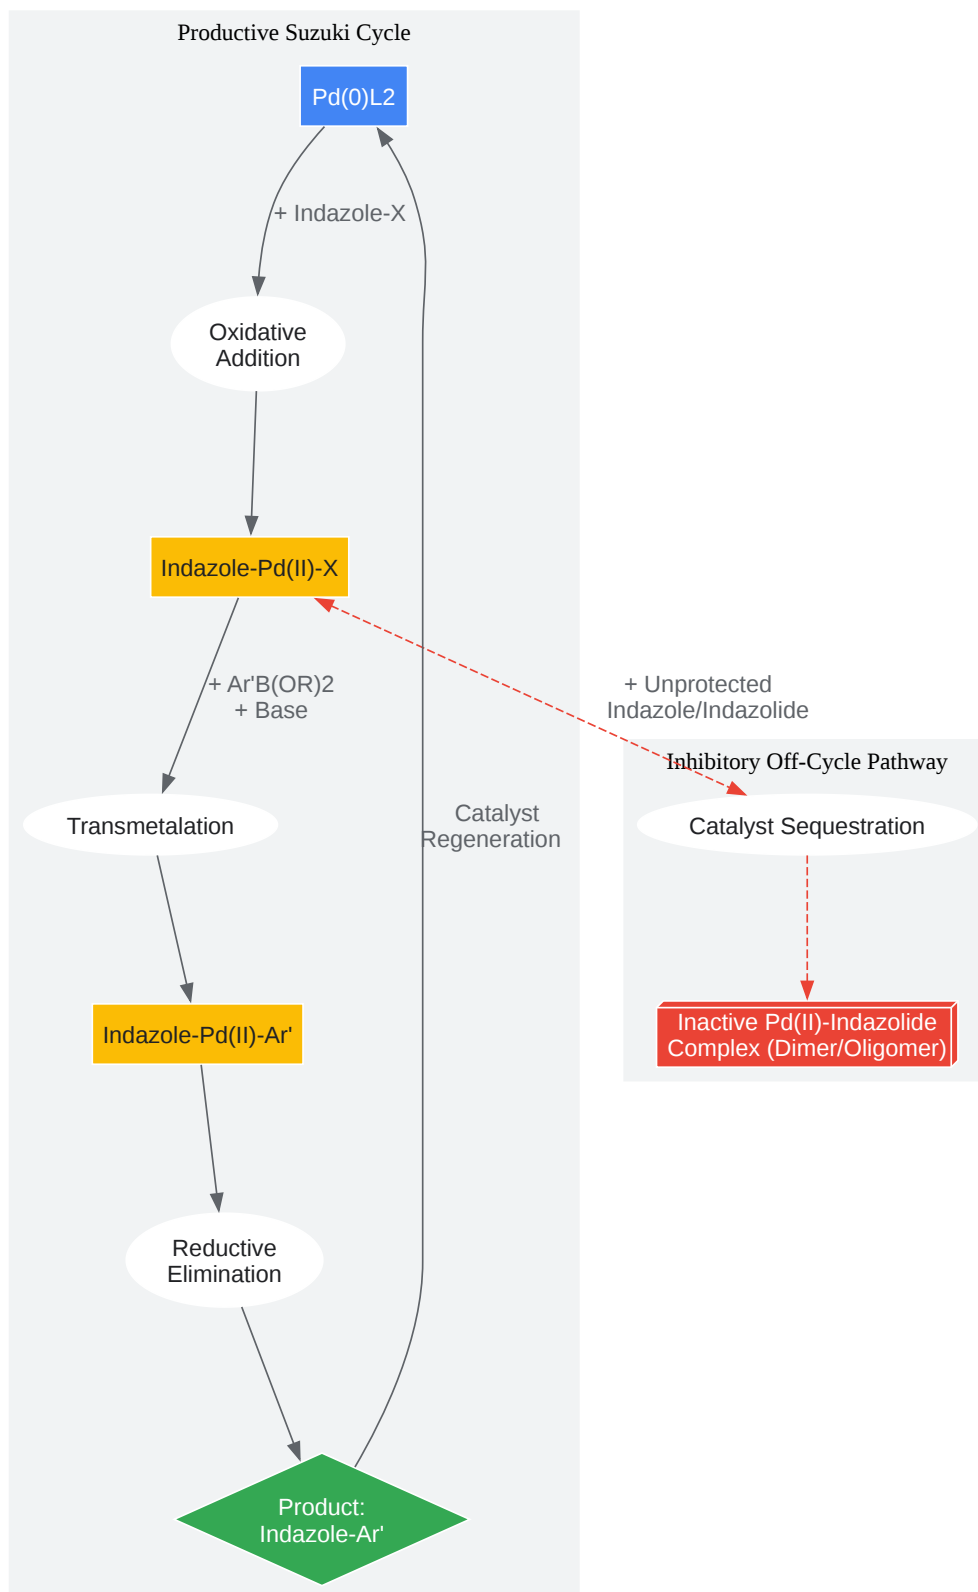 Productive Suzuki Cycle
Pd(0)L2
+ Indazole-X
Oxidative
Addition
Indazole-Pd(II)-X
+ Ar'B(OR)2
+ Base
+ Unprotected
Indazole/Indazolide
Inhibitory Off-Cycle Pathway
Transmetalation
Catalyst
Regeneration
Catalyst Sequestration
Indazole-Pd(II)-Ar'
Inactive Pd(II)-Indazolide
Complex (Dimer/Oligomer)
Reductive
Elimination
Product:
Indazole-Ar'